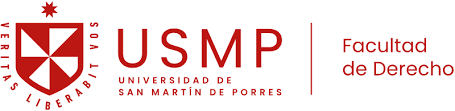 VERITAS LIBERABIT VOS
USMP
UNIVERSIDAD DE
SAN MARTÍN DE PORRES
Facultad
de Derecho